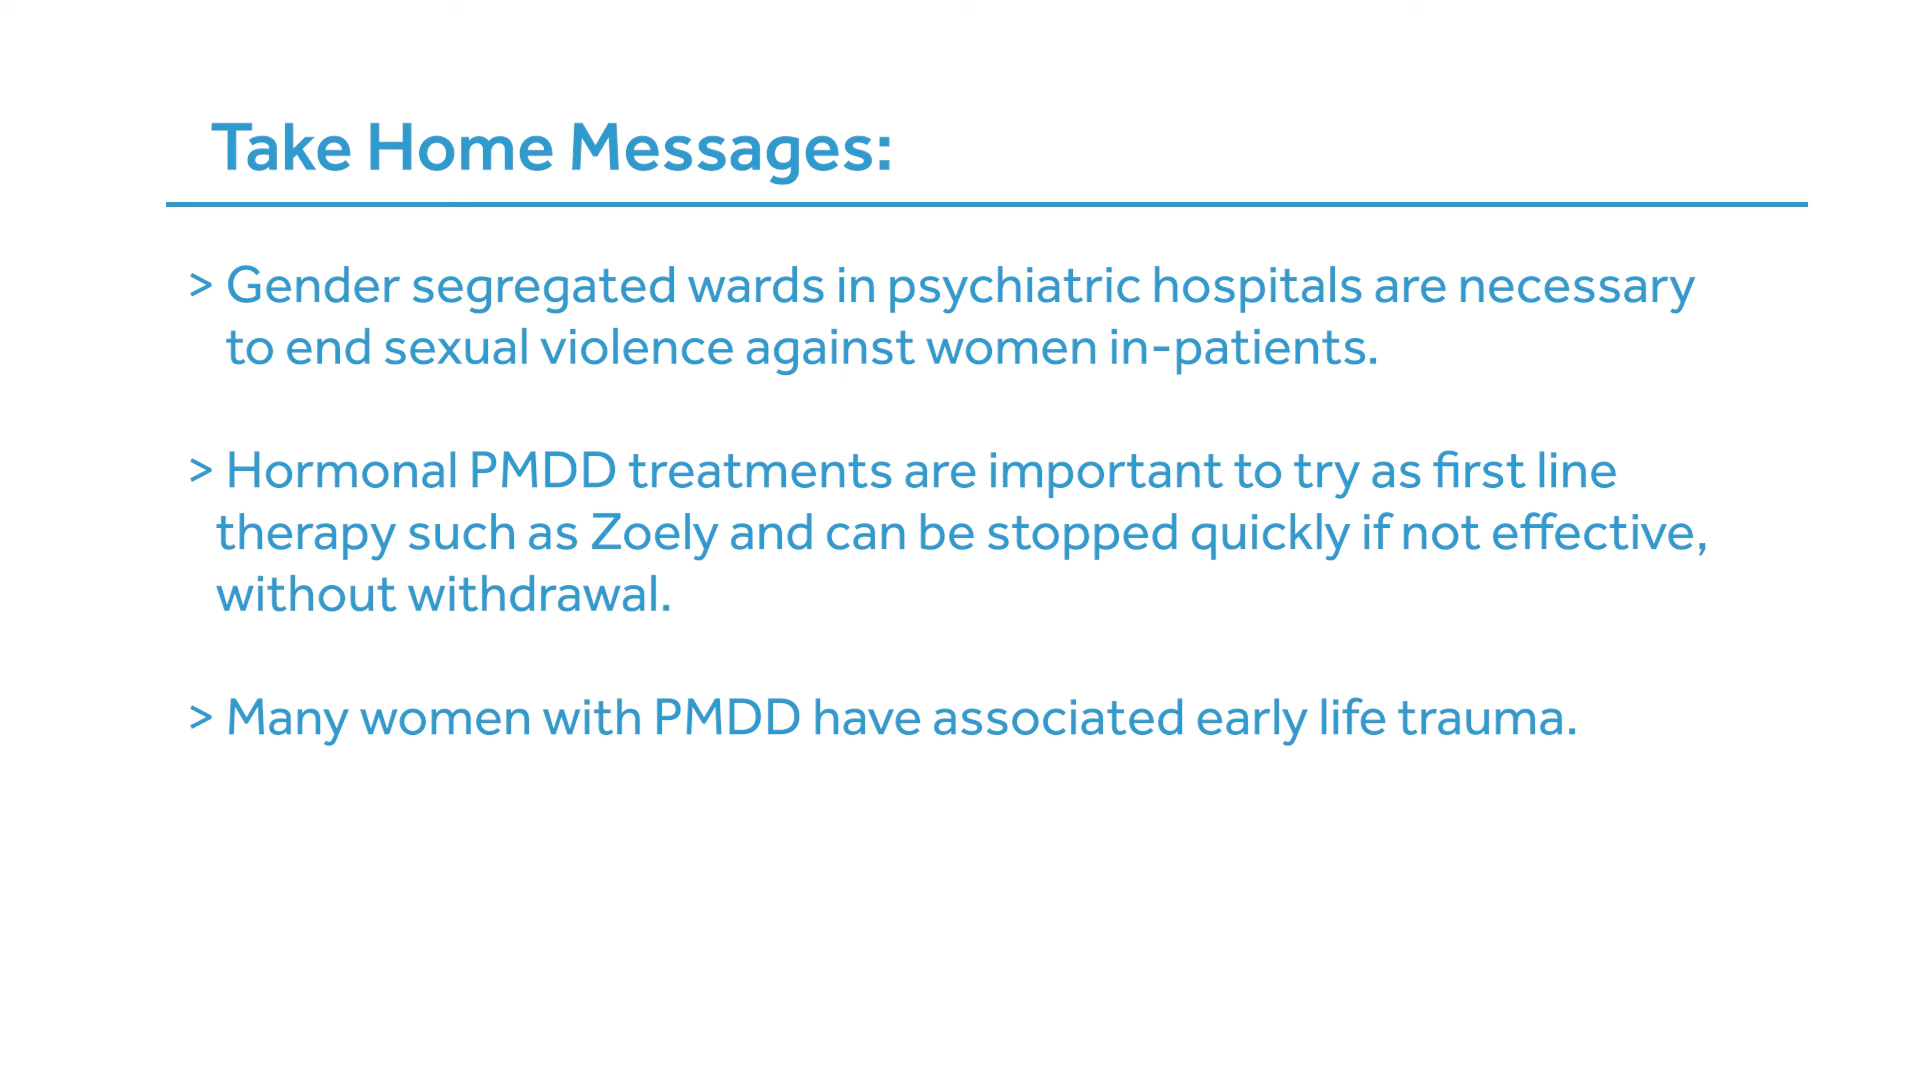 Take Home Messages:
> Gender segregated wards in psychiatric hospitals are necessary
to end sexual violence against women in-patients.
> Hormonal PMDD treatments are important to try as first line
therapy such as Zoely and can be stopped quickly if not effective,
without withdrawal.
> Many women with PMDD have associated early life trauma.